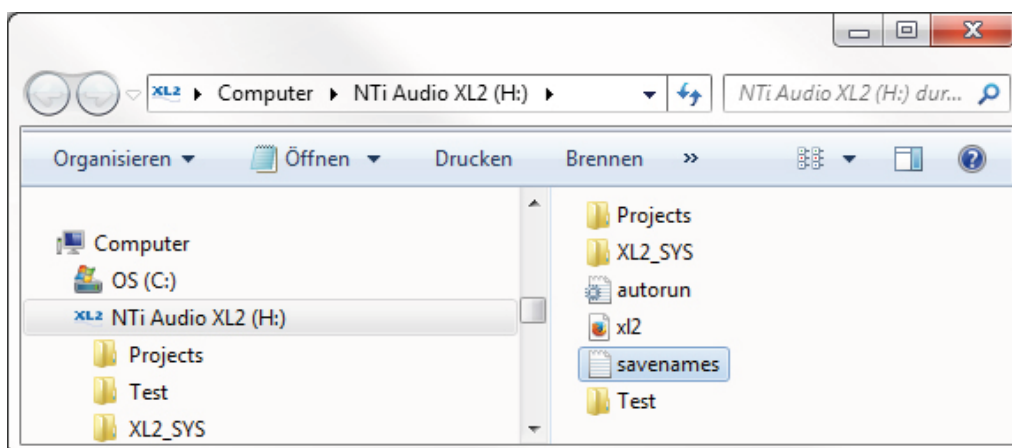 XL2 Computer NTi Audio XL2 (H:) NTi Audio XL2 (H:) dur...
Organisieren Öffnen Drucken Brennen »
Computer
OS (C:)
XL2 NTi Audio XL2 (H:)
Projects
Test
XL2_SYS
Projects
XL2_SYS
autorun
xl2
savenames
Test